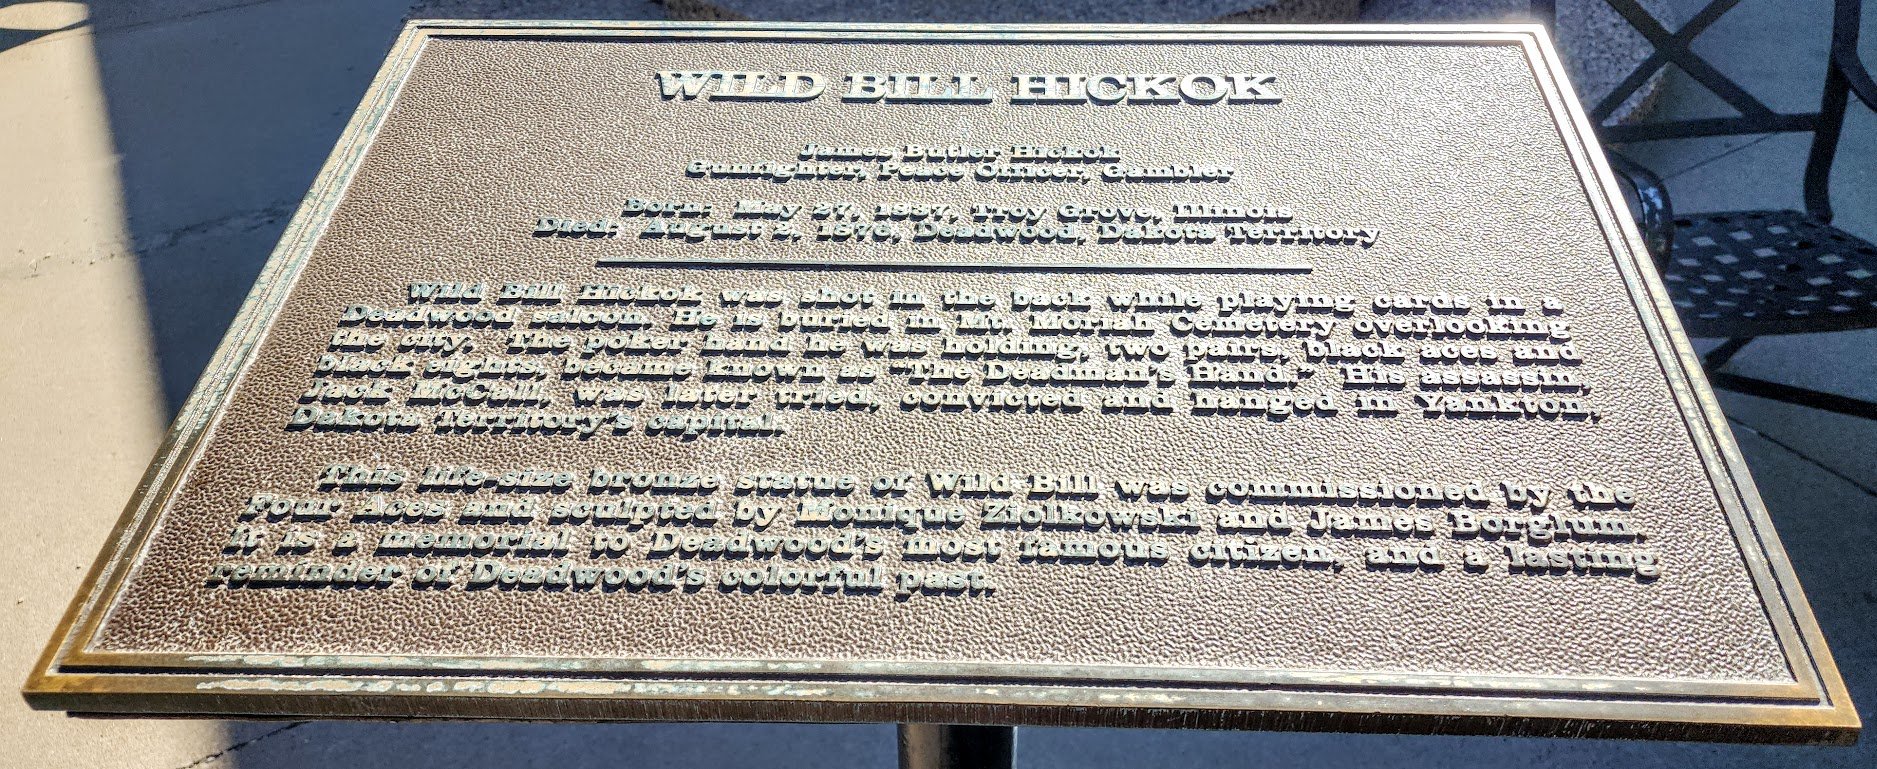 WILD BILL HICKOK
James Butler Hickok
Gunfighter, Peace Officer, Gambler
Born: May 27, 1837, Troy Grove, Illinois
Died: August 2, 1876, Deadwood, Dakota Territory
Wild Bill Hickok was shot in the back while playing cards in a
Deadwood saloon. He is buried in Mt. Moriah Cemetery overlooking
the city. The poker hand he was holding, two pairs, black aces and
black eights, became known as "The Deadman's Hand." His assassin,
Jack McCall, was later tried, convicted and hanged in Yankton,
Dakota Territory's capital.
This life-size bronze statue of Wild Bill was commissioned by the
Four Aces and sculpted by Monique Ziolkowski and James Borglum.
It is a memorial to Deadwood's most famous citizen, and a lasting
reminder of Deadwood's colorful past.